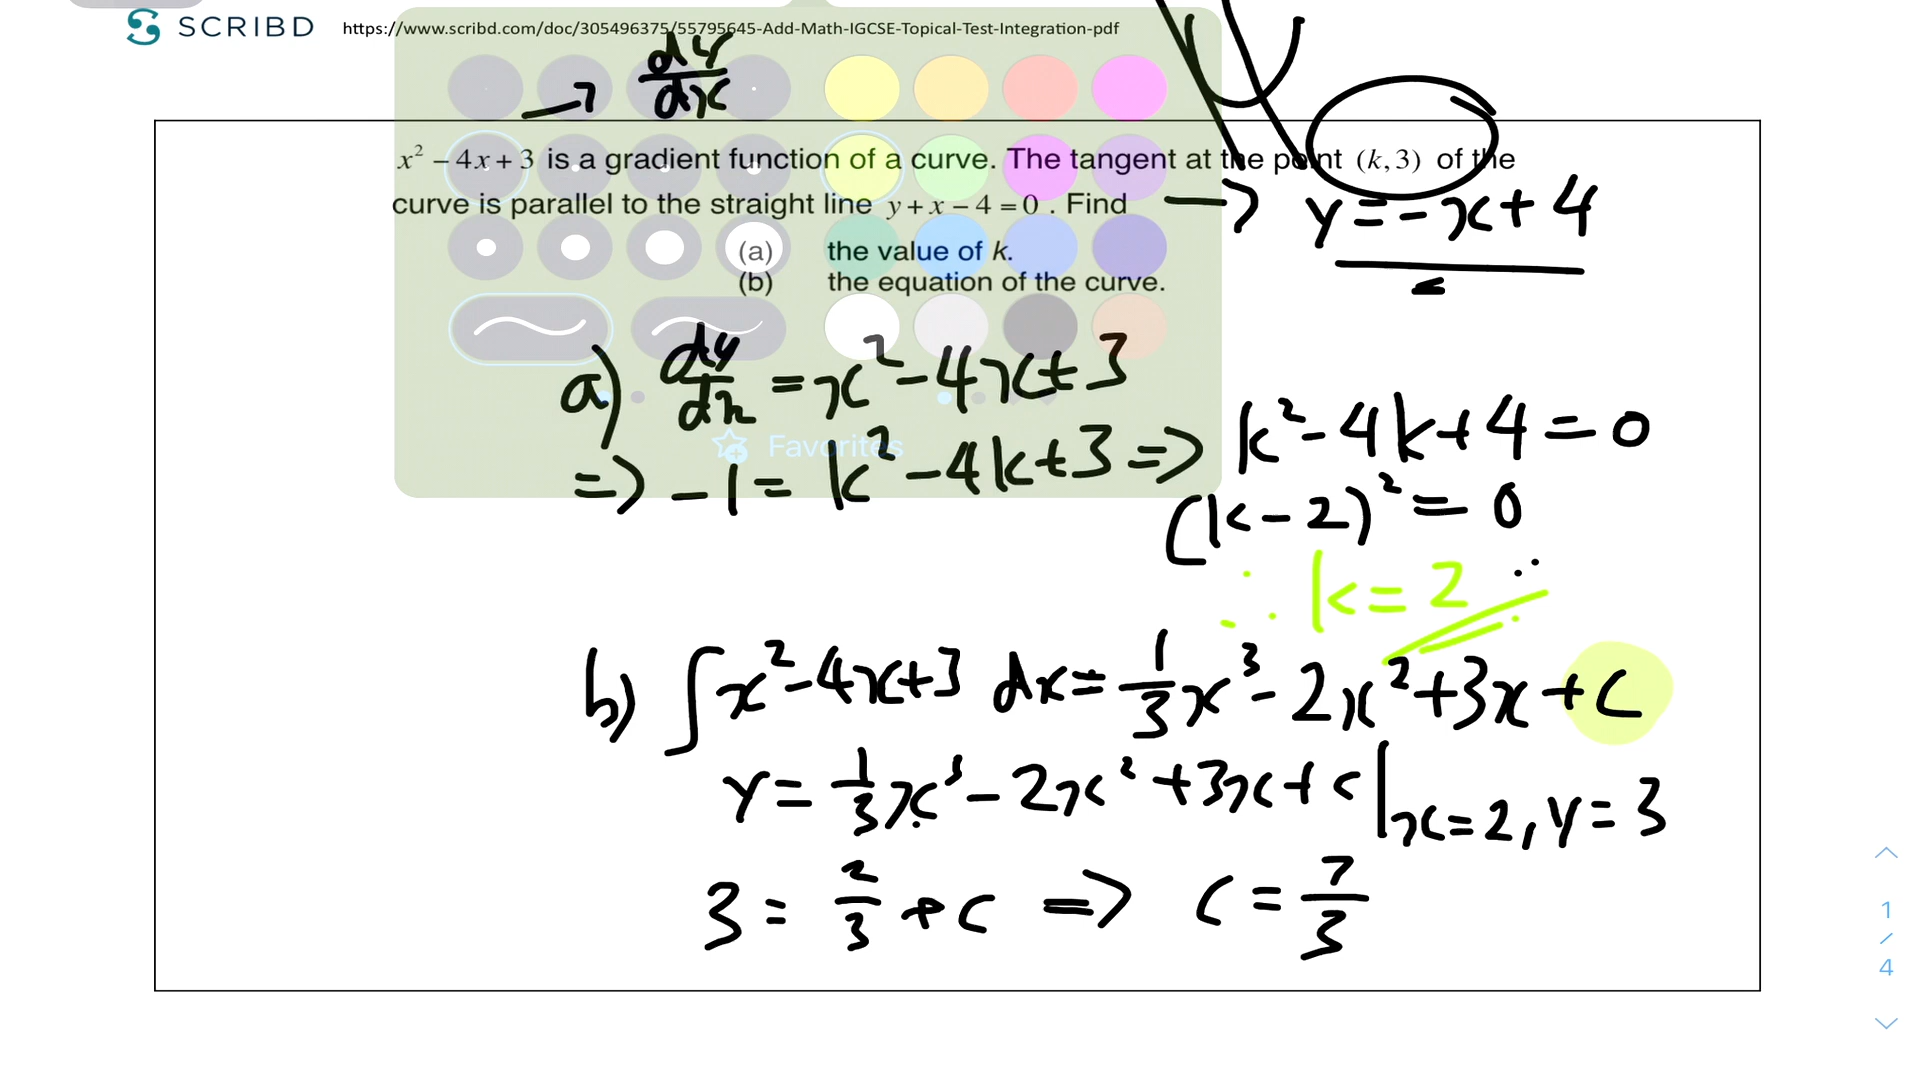 SCRIBD https://www.scribd.com/doc/305496375/55795645-Add-Math-IGCSE-Topical-Test-Integration-pdf
→ dy/dx
x² − 4x + 3 is a gradient function of a curve. The tangent at the point (k, 3) of the
curve is parallel to the straight line y + x − 4 = 0 . Find → y = −x + 4
(a) the value of k.
(b) the equation of the curve.
a) dy/dx = x² − 4x + 3
Favorites
⇒ −1 = k² − 4k + 3 ⇒ k² − 4k + 4 = 0
(k − 2)² = 0
∴ k = 2
b) ∫ x² − 4x + 3 dx = 1/3 x³ − 2x² + 3x + c
y = 1/3 x³ − 2x² + 3x + c | x = 2, y = 3
3 = 2/3 + c ⇒ c = 7/3
1
/
4